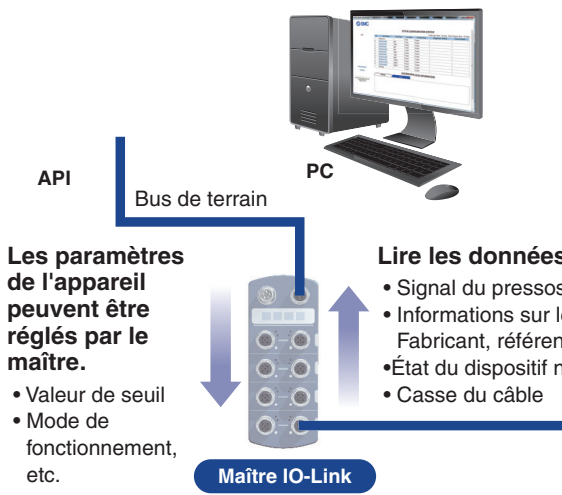 SMC
API
PC
Bus de terrain
Les paramètres
de l'appareil
peuvent être
réglés par le
maître.
• Valeur de seuil
• Mode de
fonctionnement,
etc.
Lire les données
• Signal du pressos
• Informations sur l
Fabricant, référen
•État du dispositif n
• Casse du câble
Maître IO-Link